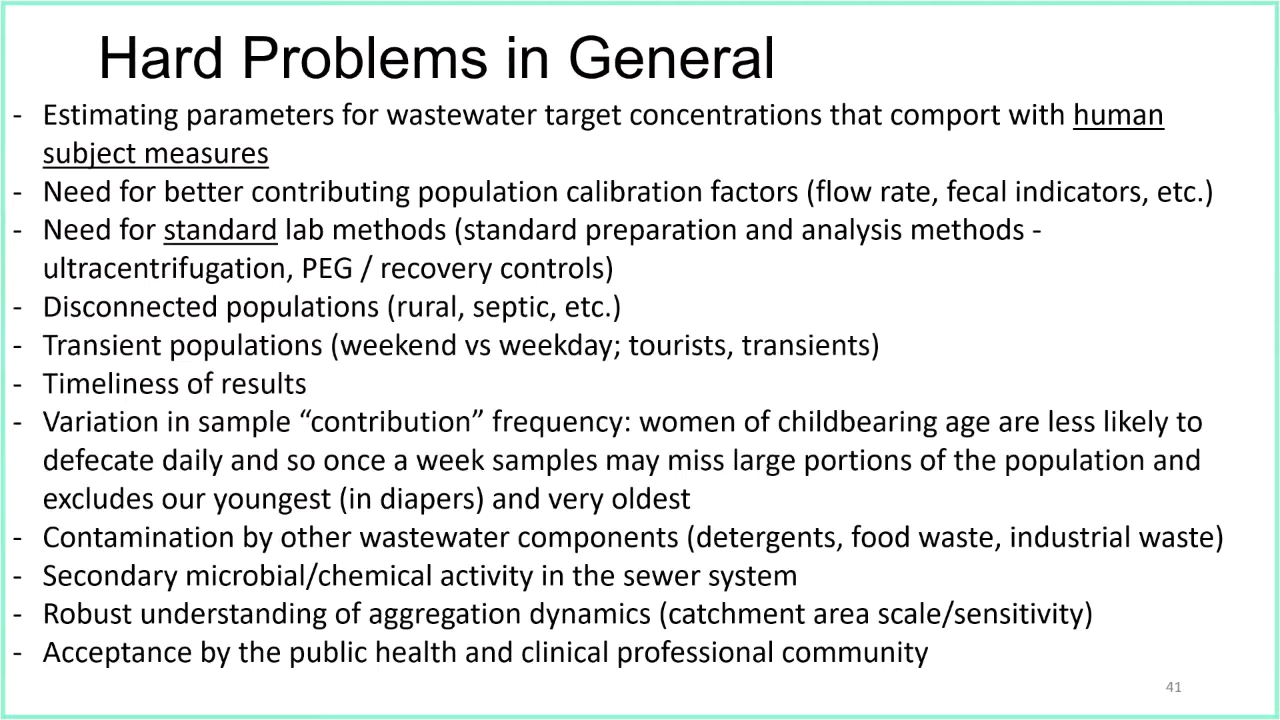 Hard Problems in General
- Estimating parameters for wastewater target concentrations that comport with human
subject measures
- Need for better contributing population calibration factors (flow rate, fecal indicators, etc.)
- Need for standard lab methods (standard preparation and analysis methods -
ultracentrifugation, PEG / recovery controls)
- Disconnected populations (rural, septic, etc.)
- Transient populations (weekend vs weekday; tourists, transients)
- Timeliness of results
- Variation in sample “contribution” frequency: women of childbearing age are less likely to
defecate daily and so once a week samples may miss large portions of the population and
excludes our youngest (in diapers) and very oldest
- Contamination by other wastewater components (detergents, food waste, industrial waste)
- Secondary microbial/chemical activity in the sewer system
- Robust understanding of aggregation dynamics (catchment area scale/sensitivity)
- Acceptance by the public health and clinical professional community
41